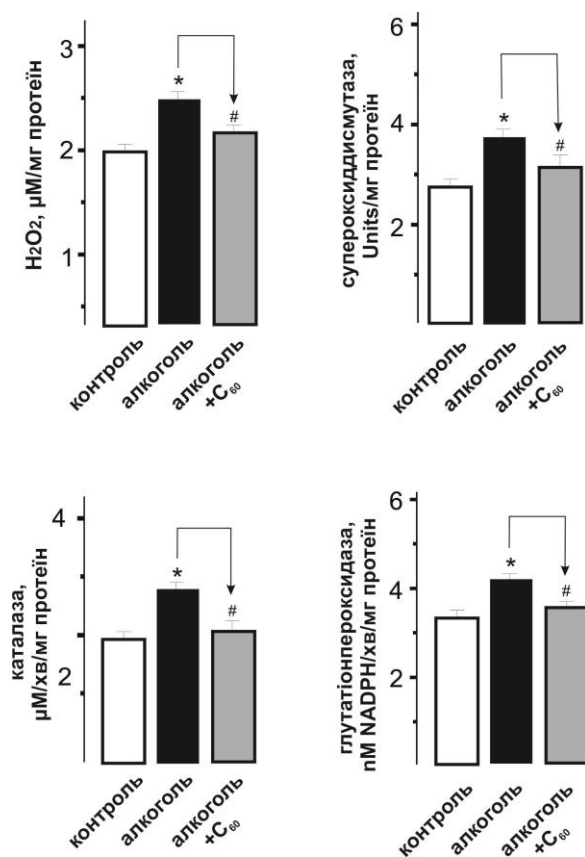 H₂O₂, µM/мг протеїн
3
2
1
*
#
контроль
алкоголь
алкоголь
+C₆₀
супероксиддисмутаза,
Units/мг протеїн
6
4
2
*
#
контроль
алкоголь
алкоголь
+C₆₀
каталаза,
µM/хв/мг протеїн
4
2
*
#
контроль
алкоголь
алкоголь
+C₆₀
глутатіонпероксидаза,
nM NADPH/хв/мг протеїн
6
4
2
*
#
контроль
алкоголь
алкоголь
+C₆₀